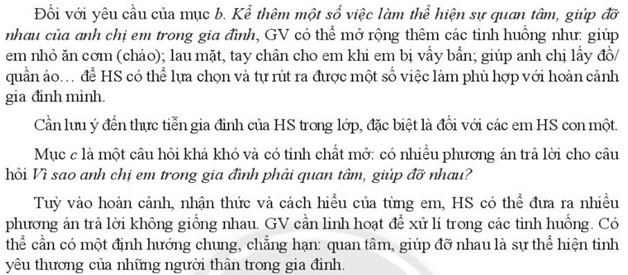 Đối với yêu cầu của mục b. Kể thêm một số việc làm thể hiện sự quan tâm, giúp đỡ
nhau của anh chị em trong gia đình, GV có thể mở rộng thêm các tình huống như: giúp
em nhỏ ăn cơm (cháo); lau mặt, tay chân cho em khi em bị vấy bẩn; giúp anh chị lấy đồ/
quần áo… để HS có thể lựa chọn và tự rút ra được một số việc làm phù hợp với hoàn cảnh
gia đình mình.
Cần lưu ý đến thực tiễn gia đình của HS trong lớp, đặc biệt là đối với các em HS con một.
Mục c là một câu hỏi khá khó và có tính chất mở: có nhiều phương án trả lời cho câu
hỏi Vì sao anh chị em trong gia đình phải quan tâm, giúp đỡ nhau?
Tuỳ vào hoàn cảnh, nhận thức và cách hiểu của từng em, HS có thể đưa ra nhiều
phương án trả lời không giống nhau. GV cần linh hoạt để xử lí trong các tình huống. Có
thể cần có một định hướng chung, chẳng hạn: quan tâm, giúp đỡ nhau là sự thể hiện tình
yêu thương của những người thân trong gia đình.